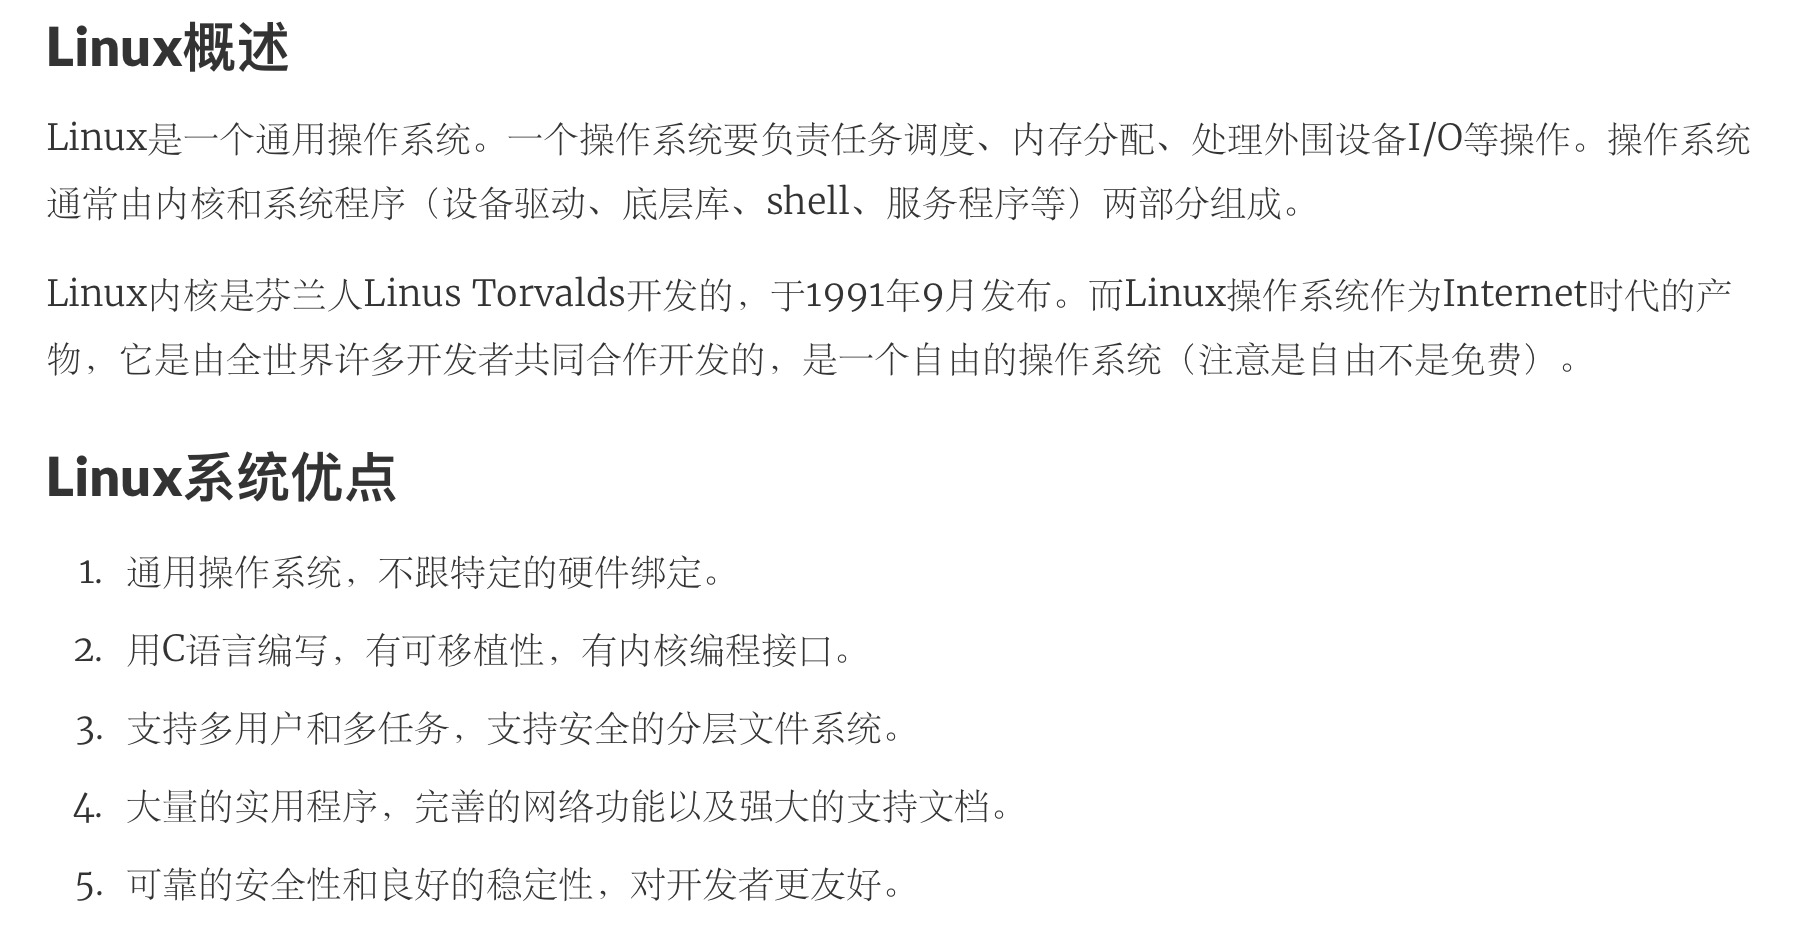 Linux概述
Linux是一个通用操作系统。一个操作系统要负责任务调度、内存分配、处理外围设备I/O等操作。操作系统
通常由内核和系统程序（设备驱动、底层库、shell、服务程序等）两部分组成。
Linux内核是芬兰人Linus Torvalds开发的，于1991年9月发布。而Linux操作系统作为Internet时代的产
物，它是由全世界许多开发者共同合作开发的，是一个自由的操作系统（注意是自由不是免费）。
Linux系统优点
1. 通用操作系统，不跟特定的硬件绑定。
2. 用C语言编写，有可移植性，有内核编程接口。
3. 支持多用户和多任务，支持安全的分层文件系统。
4. 大量的实用程序，完善的网络功能以及强大的支持文档。
5. 可靠的安全性和良好的稳定性，对开发者更友好。